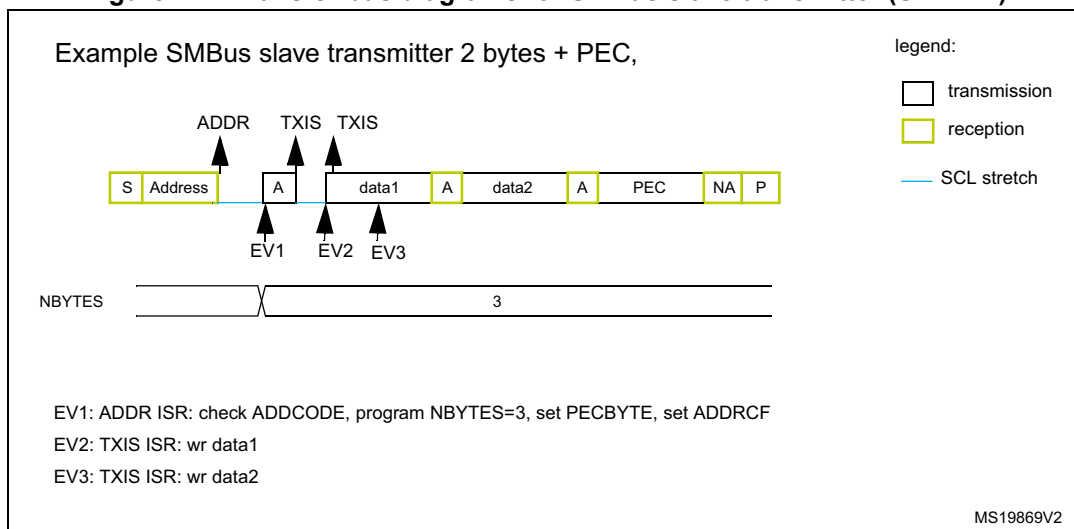 Example SMBus slave transmitter 2 bytes + PEC,
legend:
transmission
reception
SCL stretch
ADDR TXIS TXIS
S Address A data1 A data2 A PEC NA P
EV1 EV2 EV3
NBYTES 3
EV1: ADDR ISR: check ADDCODE, program NBYTES=3, set PECBYTE, set ADDRCF
EV2: TXIS ISR: wr data1
EV3: TXIS ISR: wr data2
MS19869V2